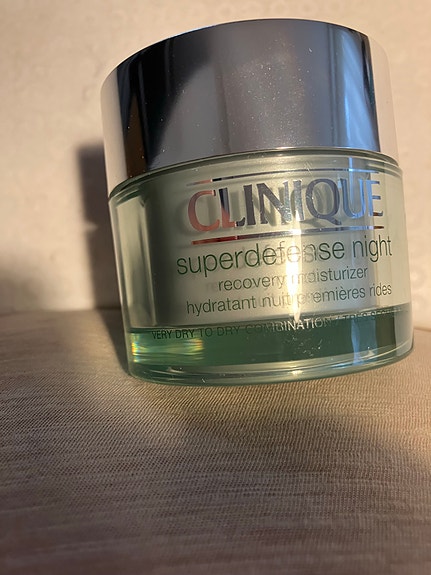 CLINIQUE
superdefense night
recovery moisturizer
hydratant nuit premières rides
VERY DRY TO DRY COMBINATION